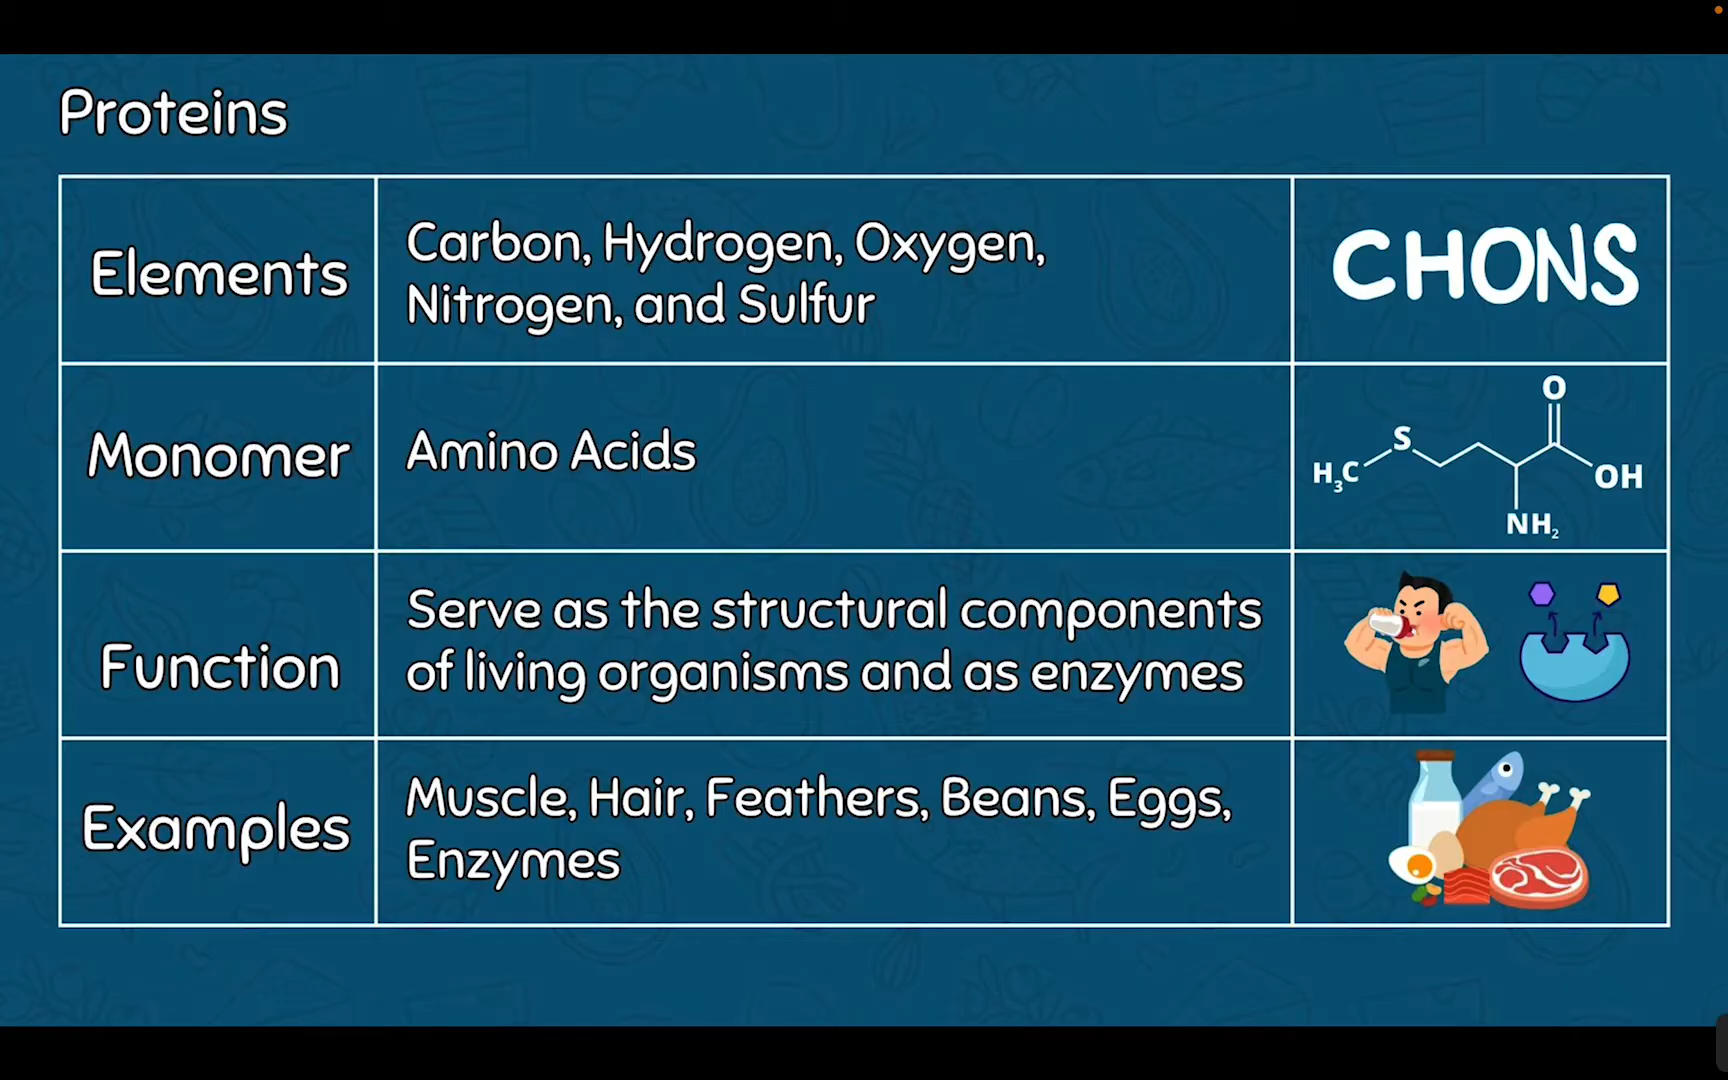 Proteins
Elements
Carbon, Hydrogen, Oxygen,
Nitrogen, and Sulfur
CHONS
Monomer
Amino Acids
O
S
H₃C
OH
NH₂
Function
Serve as the structural components
of living organisms and as enzymes
Examples
Muscle, Hair, Feathers, Beans, Eggs,
Enzymes